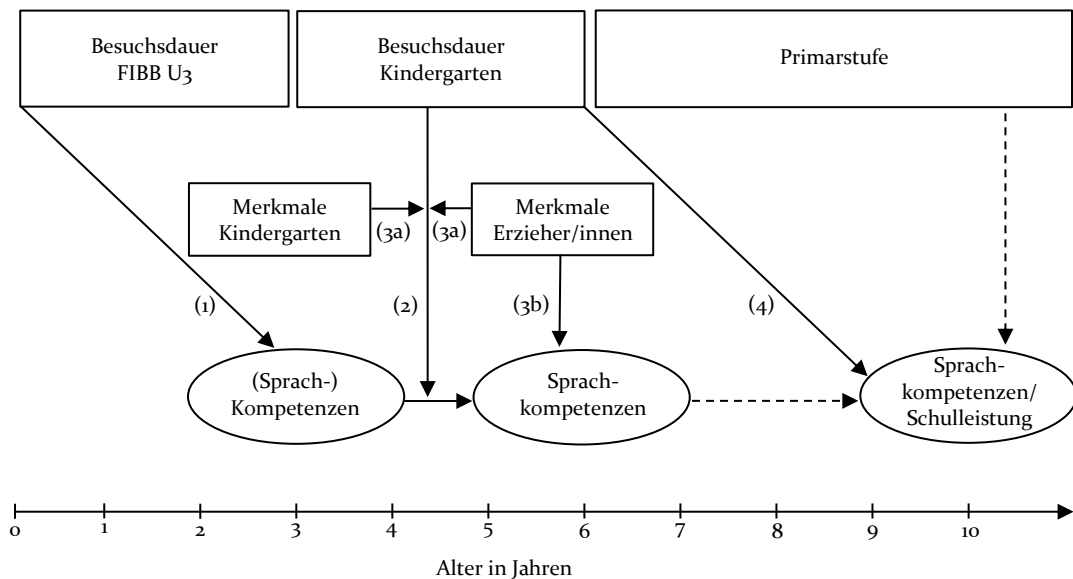 Besuchsdauer
FIBB U3
Besuchsdauer
Kindergarten
Primarstufe
Merkmale
Kindergarten
(3a)
(3a)
Merkmale
Erzieher/innen
(1)
(2)
(3b)
(4)
(Sprach-)
Kompetenzen
Sprach-
kompetenzen
Sprach-
kompetenzen/
Schulleistung
0 1 2 3 4 5 6 7 8 9 10
Alter in Jahren